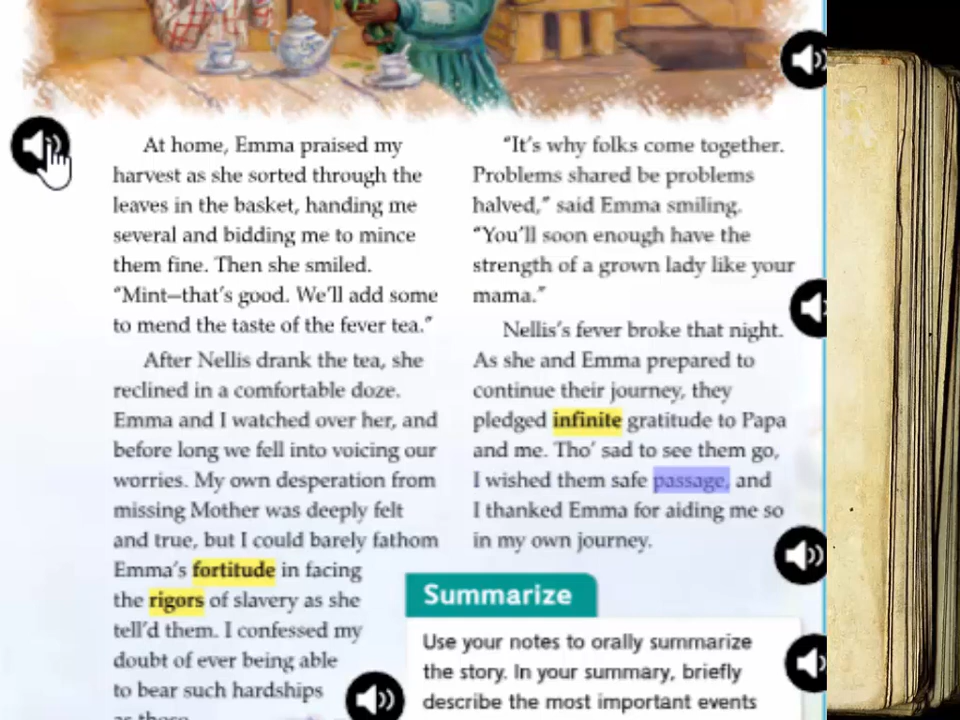 At home, Emma praised my
harvest as she sorted through the
leaves in the basket, handing me
several and bidding me to mince
them fine. Then she smiled.
“Mint—that’s good. We’ll add some
to mend the taste of the fever tea.”
After Nellis drank the tea, she
reclined in a comfortable doze.
Emma and I watched over her, and
before long we fell into voicing our
worries. My own desperation from
missing Mother was deeply felt
and true, but I could barely fathom
Emma’s fortitude in facing
the rigors of slavery as she
tell’d them. I confessed my
doubt of ever being able
to bear such hardships
as these
“It’s why folks come together.
Problems shared be problems
halved,” said Emma smiling.
“You’ll soon enough have the
strength of a grown lady like your
mama.”
Nellis’s fever broke that night.
As she and Emma prepared to
continue their journey, they
pledged infinite gratitude to Papa
and me. Tho’ sad to see them go,
I wished them safe passage, and
I thanked Emma for aiding me so
in my own journey.
Summarize
Use your notes to orally summarize
the story. In your summary, briefly
describe the most important events